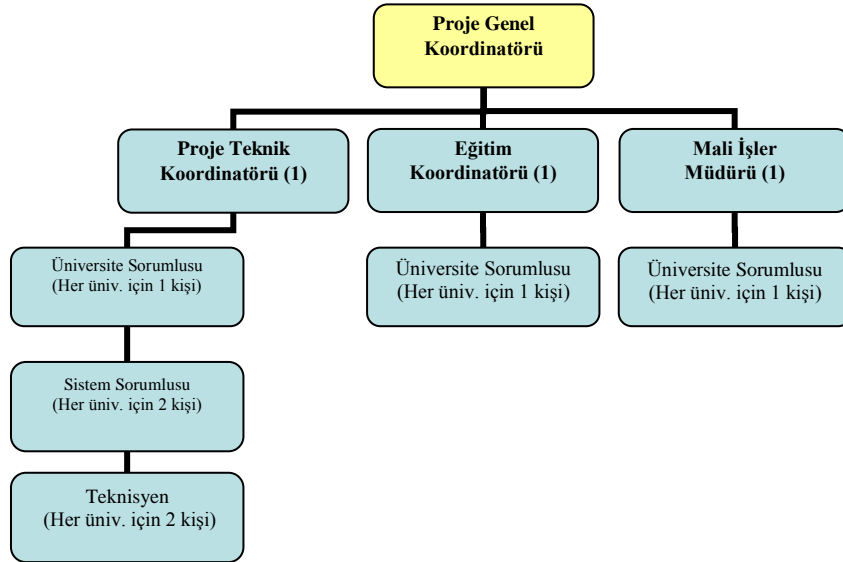 Proje Genel
Koordinatörü
Proje Teknik
Koordinatörü (1)
Eğitim
Koordinatörü (1)
Mali İşler
Müdürü (1)
Üniversite Sorumlusu
(Her üniv. için 1 kişi)
Üniversite Sorumlusu
(Her üniv. için 1 kişi)
Üniversite Sorumlusu
(Her üniv. için 1 kişi)
Sistem Sorumlusu
(Her üniv. için 2 kişi)
Teknisyen
(Her üniv. için 2 kişi)